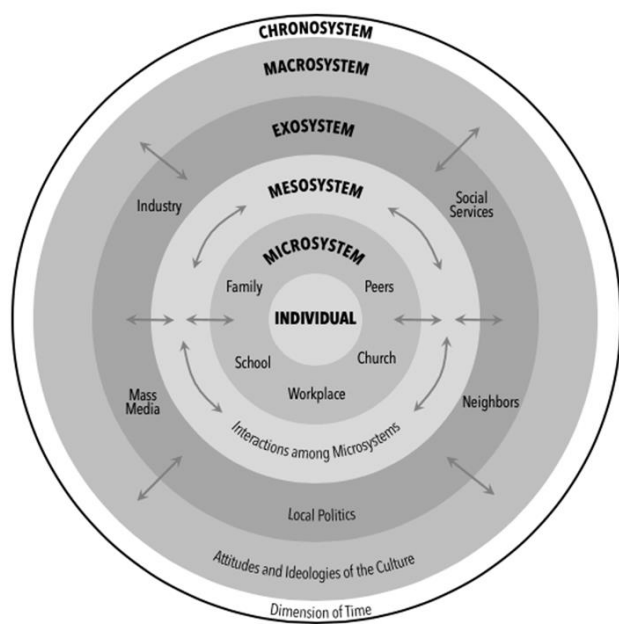 CHRONOSYSTEM
MACROSYSTEM
EXOSYSTEM
MESOSYSTEM
Industry
Social
Services
MICROSYSTEM
Family
Peers
INDIVIDUAL
School
Church
Workplace
Mass
Media
Neighbors
Interactions among Microsystems
Local Politics
Attitudes and Ideologies of the Culture
Dimension of Time